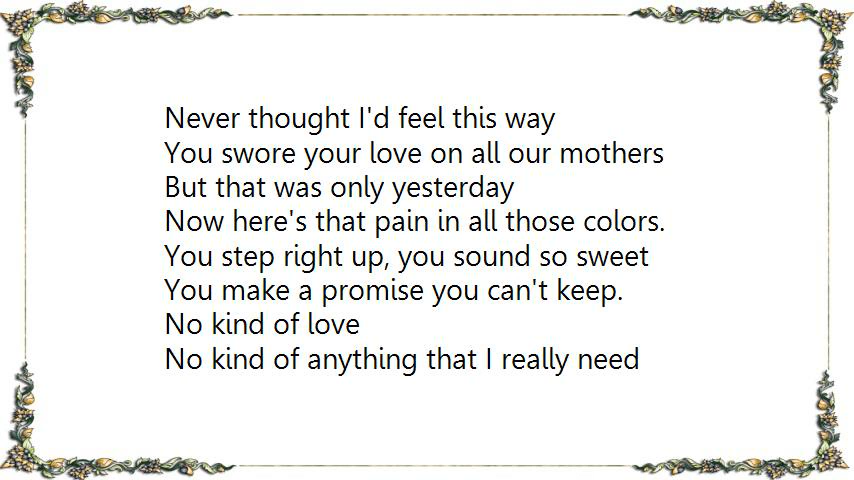 Never thought I'd feel this way
You swore your love on all our mothers
But that was only yesterday
Now here's that pain in all those colors.
You step right up, you sound so sweet
You make a promise you can't keep.
No kind of love
No kind of anything that I really need